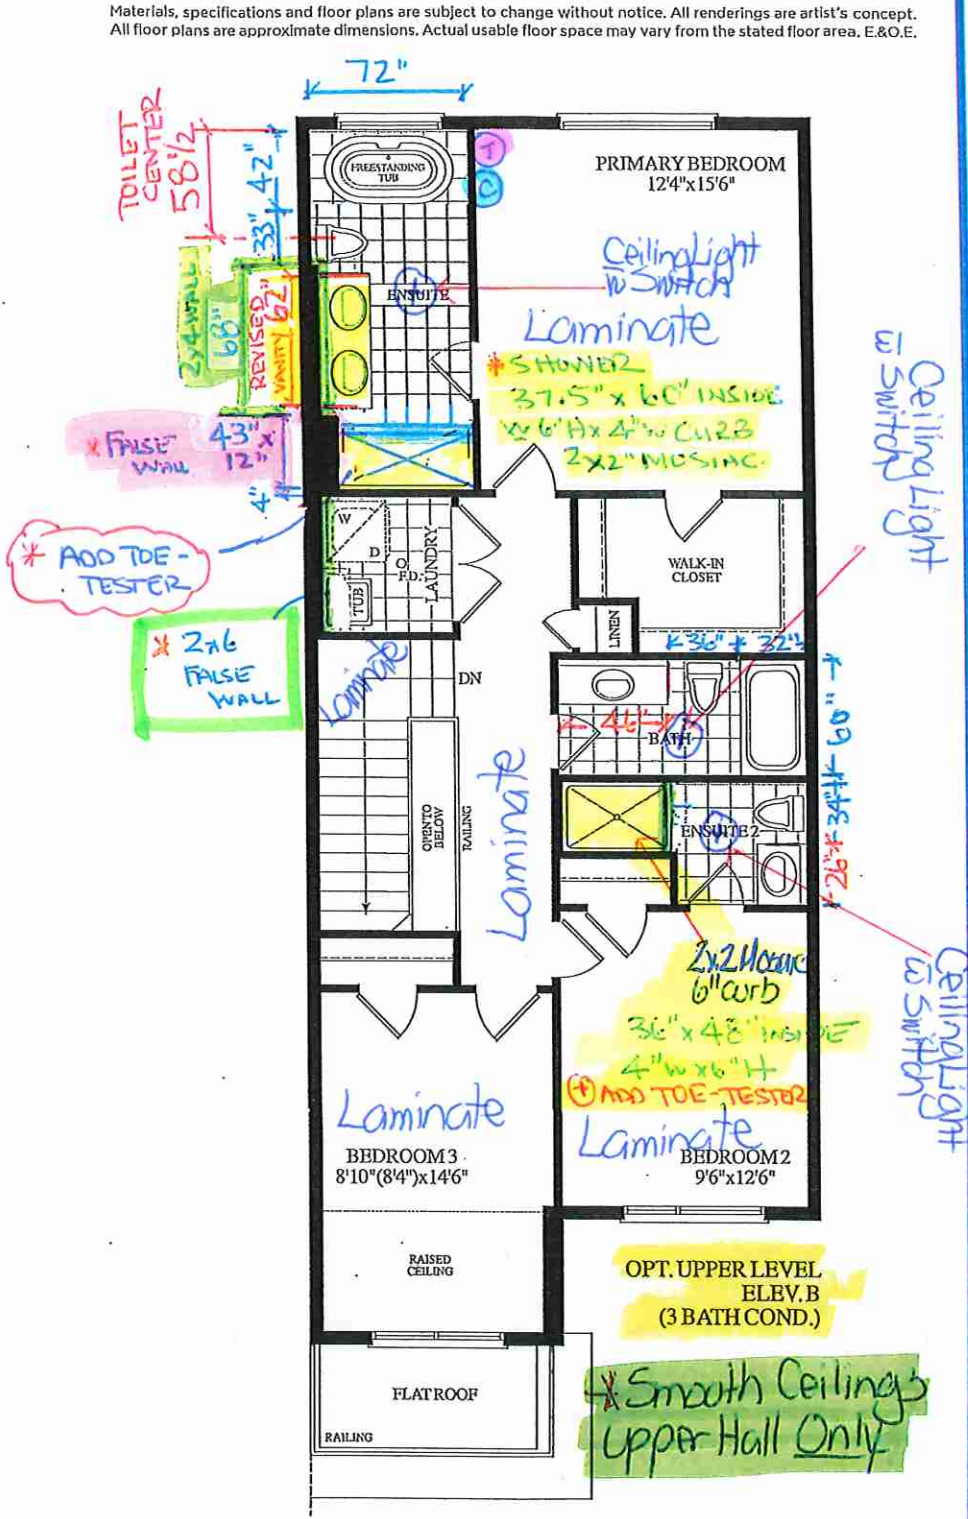 Materials, specifications and floor plans are subject to change without notice. All renderings are artist's concept.
All floor plans are approximate dimensions. Actual usable floor space may vary from the stated floor area. E.&O.E.
72"
TOILET
CENTER
58 1/2
42"
33"
FREESTANDING
TUB
T
C
PRIMARY BEDROOM
12'4"x15'6"
Ceiling Light
w Switch
ENSUITE
Laminate
2x4 WALL
68"
REVISED
VANITY 62"
* SHOWER
37.5" x 60" INSIDE
W 6" H x 4" W CURB
2x2" MOSIAC.
* FALSE
WALL
43" x
12"
4"
Ceiling Light
w Switch
* ADD TOE-
TESTER
W
D
O
F.D.
LAUNDRY
TUB
WALK-IN
CLOSET
LINEN
36"
32"
* 2x6
FALSE
WALL
Laminate
DN
46"
BATH
60"
34"
26"
OPEN TO
BELOW
RAILING
Laminate
ENSUITE 2
2x2 Mosaic
6" curb
36" x 48" INSIDE
4" W x 6" H
+ ADD TOE-TESTER
Ceiling Light
w Switch
Laminate
Laminate
BEDROOM 3
8'10"(8'4")x14'6"
BEDROOM 2
9'6"x12'6"
RAISED
CEILING
OPT. UPPER LEVEL
ELEV. B
(3 BATH COND.)
FLAT ROOF
RAILING
* Smooth Ceilings
upper Hall Only